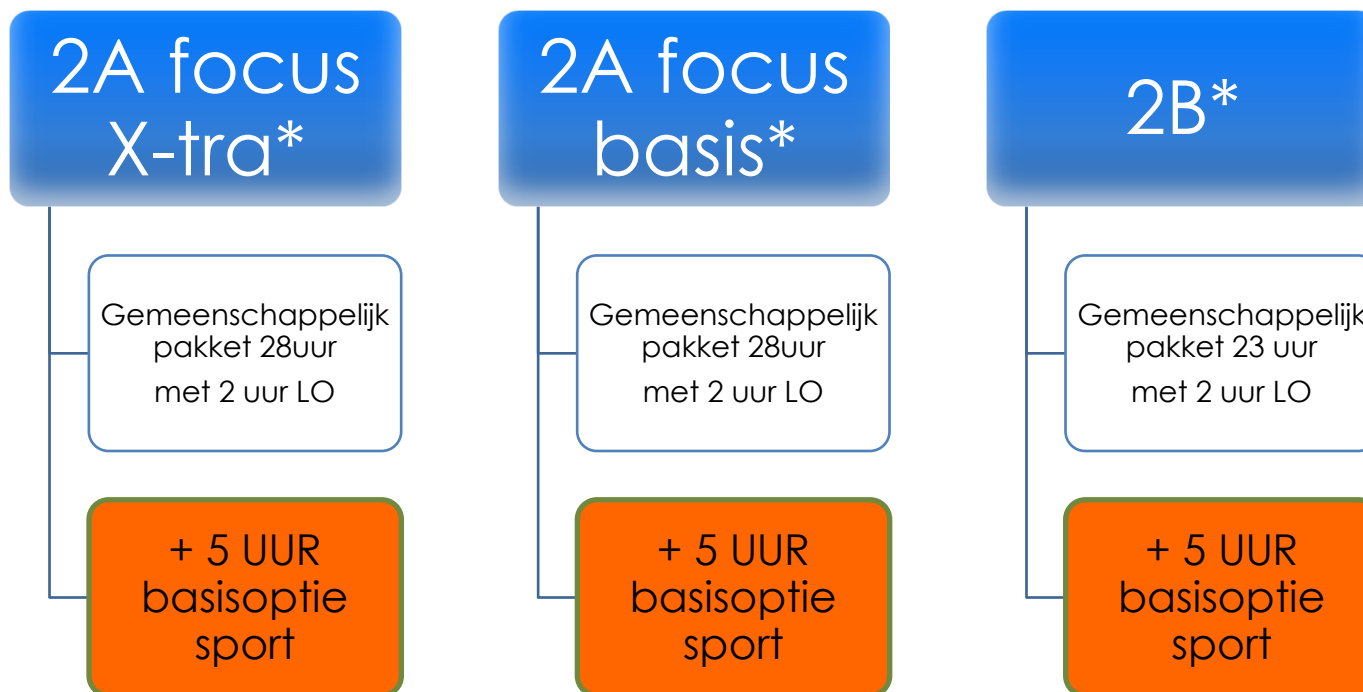 2A focus
X-tra*
2A focus
basis*
2B*
Gemeenschappelijk
pakket 28uur
met 2 uur LO
Gemeenschappelijk
pakket 28uur
met 2 uur LO
Gemeenschappelijk
pakket 23 uur
met 2 uur LO
+ 5 UUR
basisoptie
sport
+ 5 UUR
basisoptie
sport
+ 5 UUR
basisoptie
sport